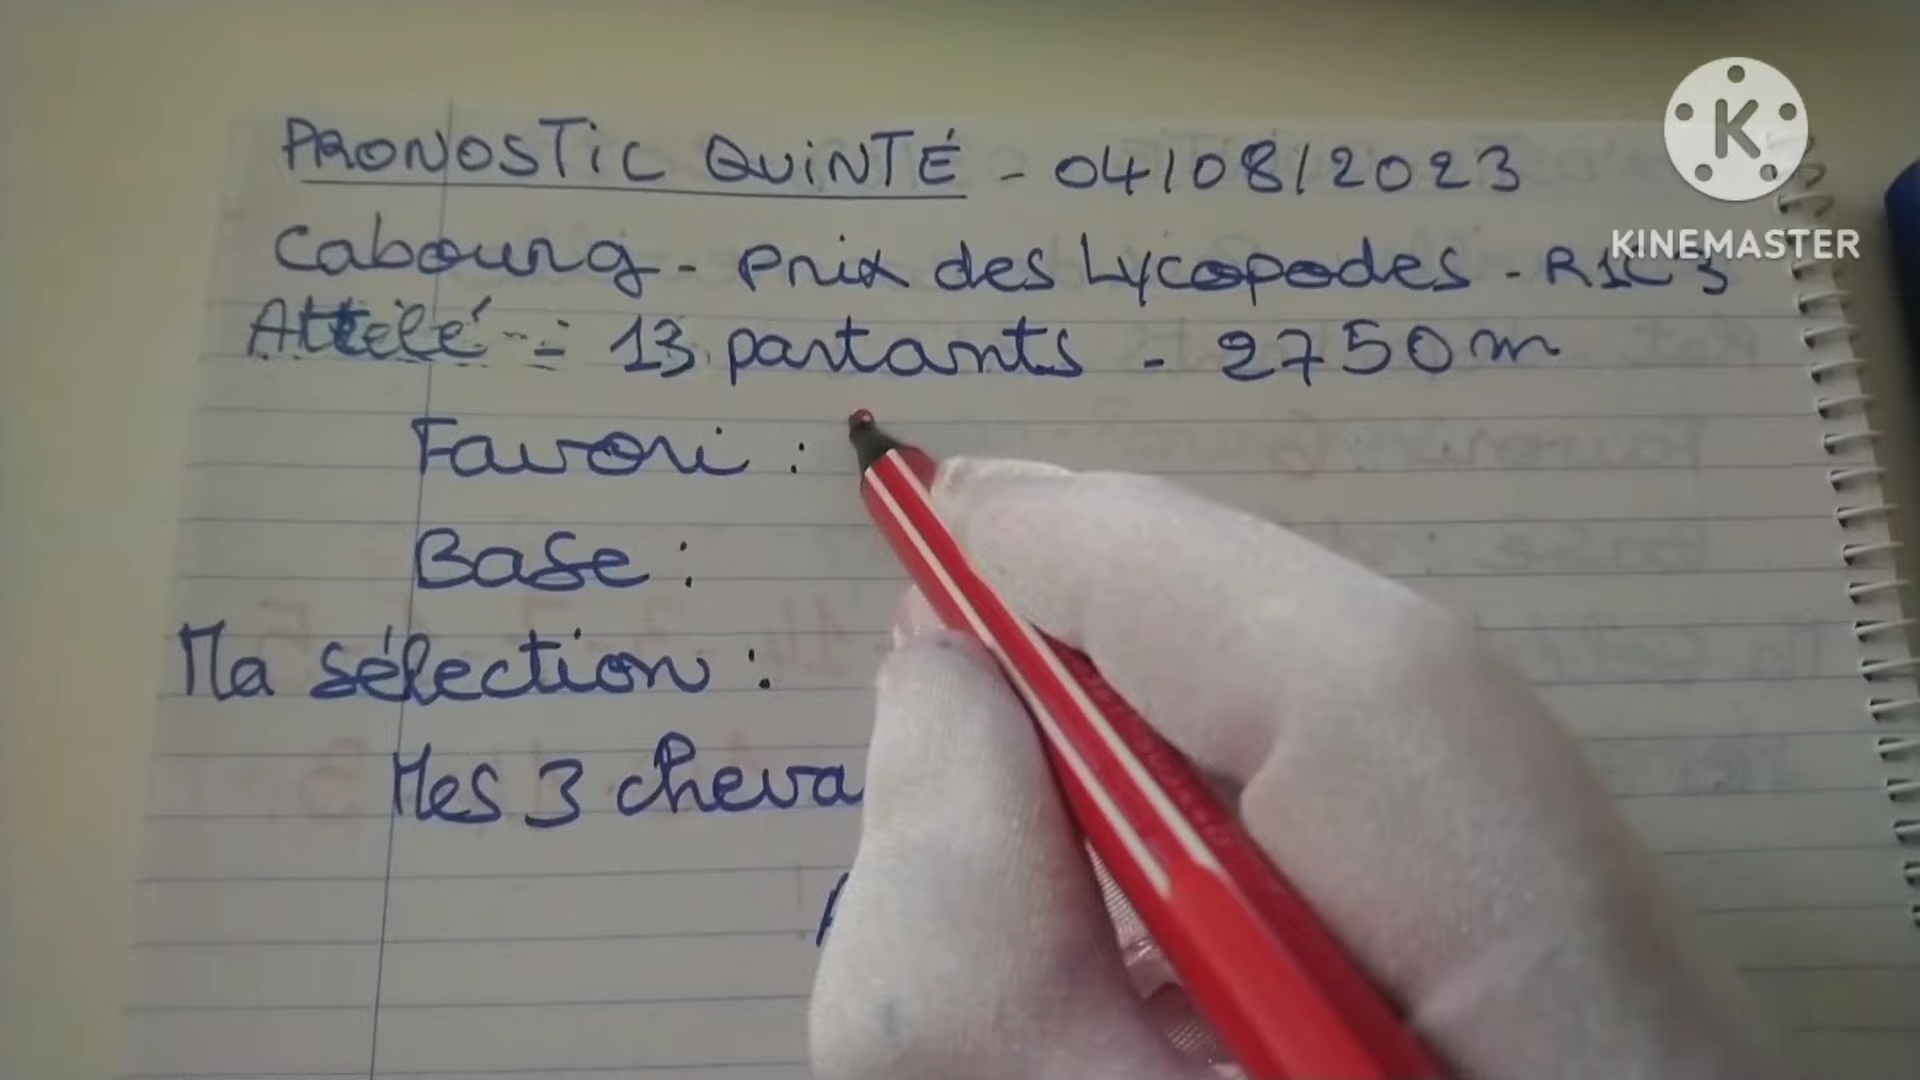 PRONOSTIC QUINTÉ - 04/08/2023
K
KINEMASTER
Cabourg - Prix des Lycopodes - R1C3
Attelé - 13 partants - 2750m
Favori :
Base :
Ma sélection :
Mes 3 cheva